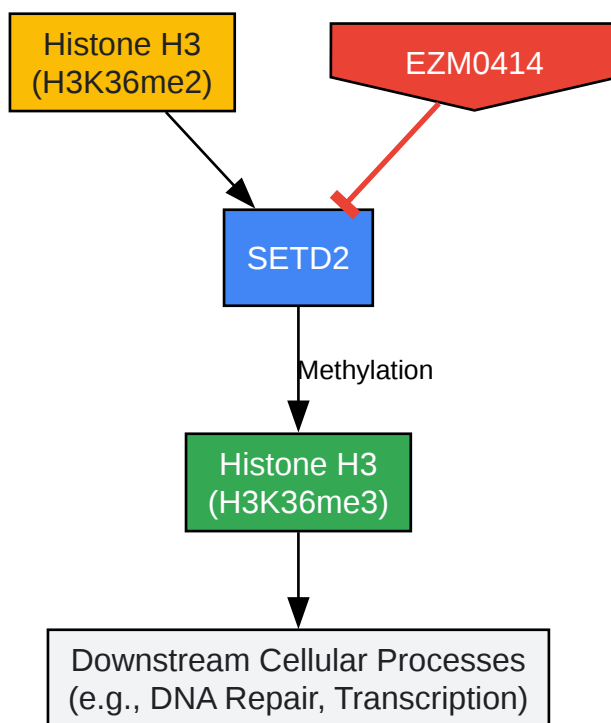 Histone H3
(H3K36me2)
EZM0414
SETD2
Methylation
Histone H3
(H3K36me3)
Downstream Cellular Processes
(e.g., DNA Repair, Transcription)